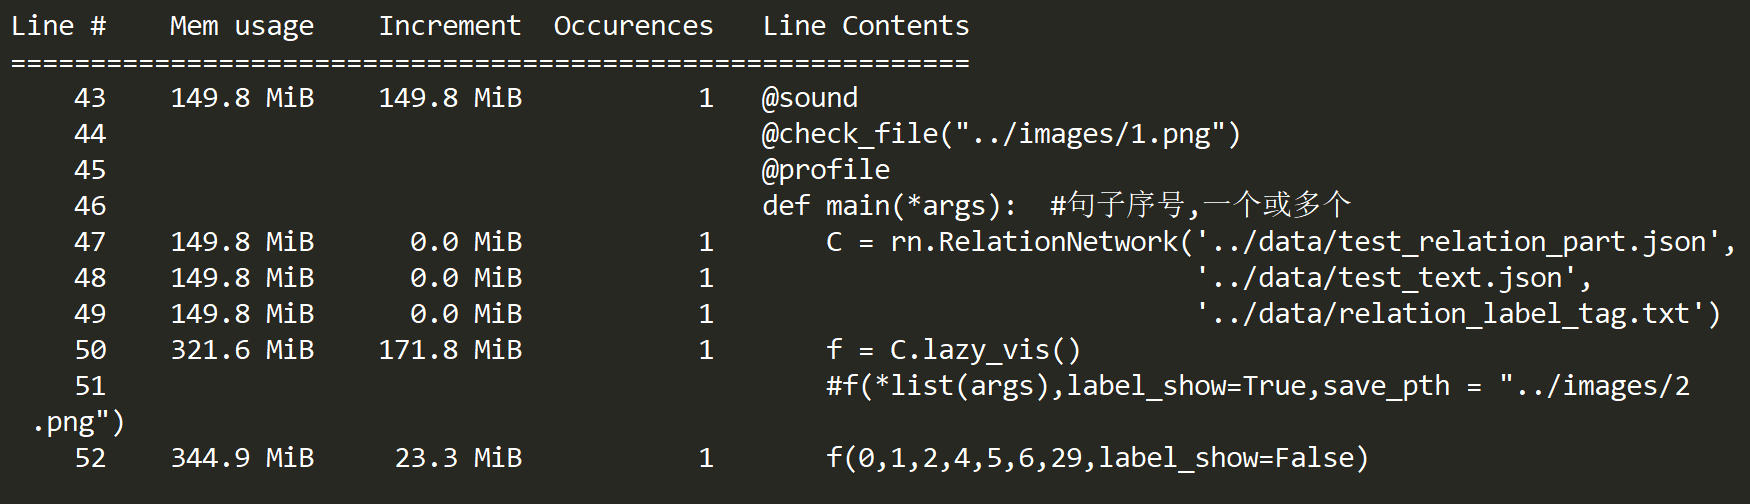 Line #    Mem usage    Increment  Occurences   Line Contents
============================================================
    43    149.8 MiB    149.8 MiB           1   @sound
    44                                         @check_file("../images/1.png")
    45                                         @profile
    46                                         def main(*args):  #句子序号,一个或多个
    47    149.8 MiB      0.0 MiB           1       C = rn.RelationNetwork('../data/test_relation_part.json',
    48    149.8 MiB      0.0 MiB           1                              '../data/test_text.json',
    49    149.8 MiB      0.0 MiB           1                              '../data/relation_label_tag.txt')
    50    321.6 MiB    171.8 MiB           1       f = C.lazy_vis()
    51                                             #f(*list(args),label_show=True,save_pth = "../images/2
.png")
    52    344.9 MiB     23.3 MiB           1       f(0,1,2,4,5,6,29,label_show=False)